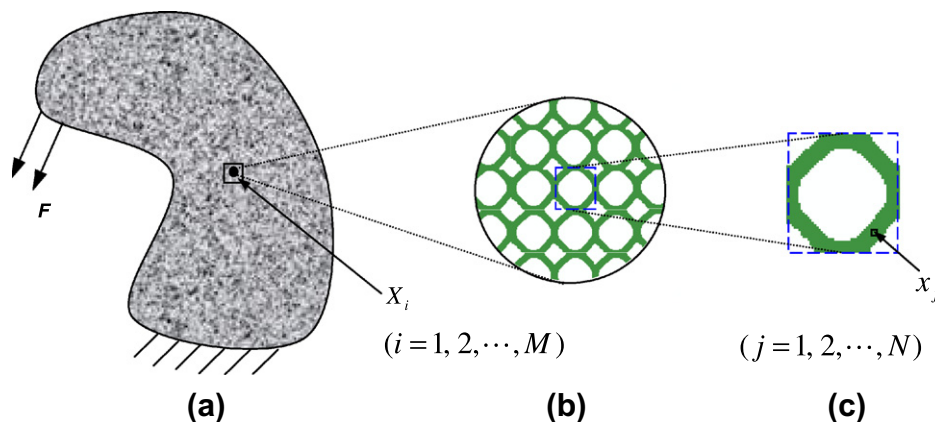 F
X_i
(i = 1, 2, ⋯, M)
x_j
(j = 1, 2, ⋯, N)
(a)
(b)
(c)